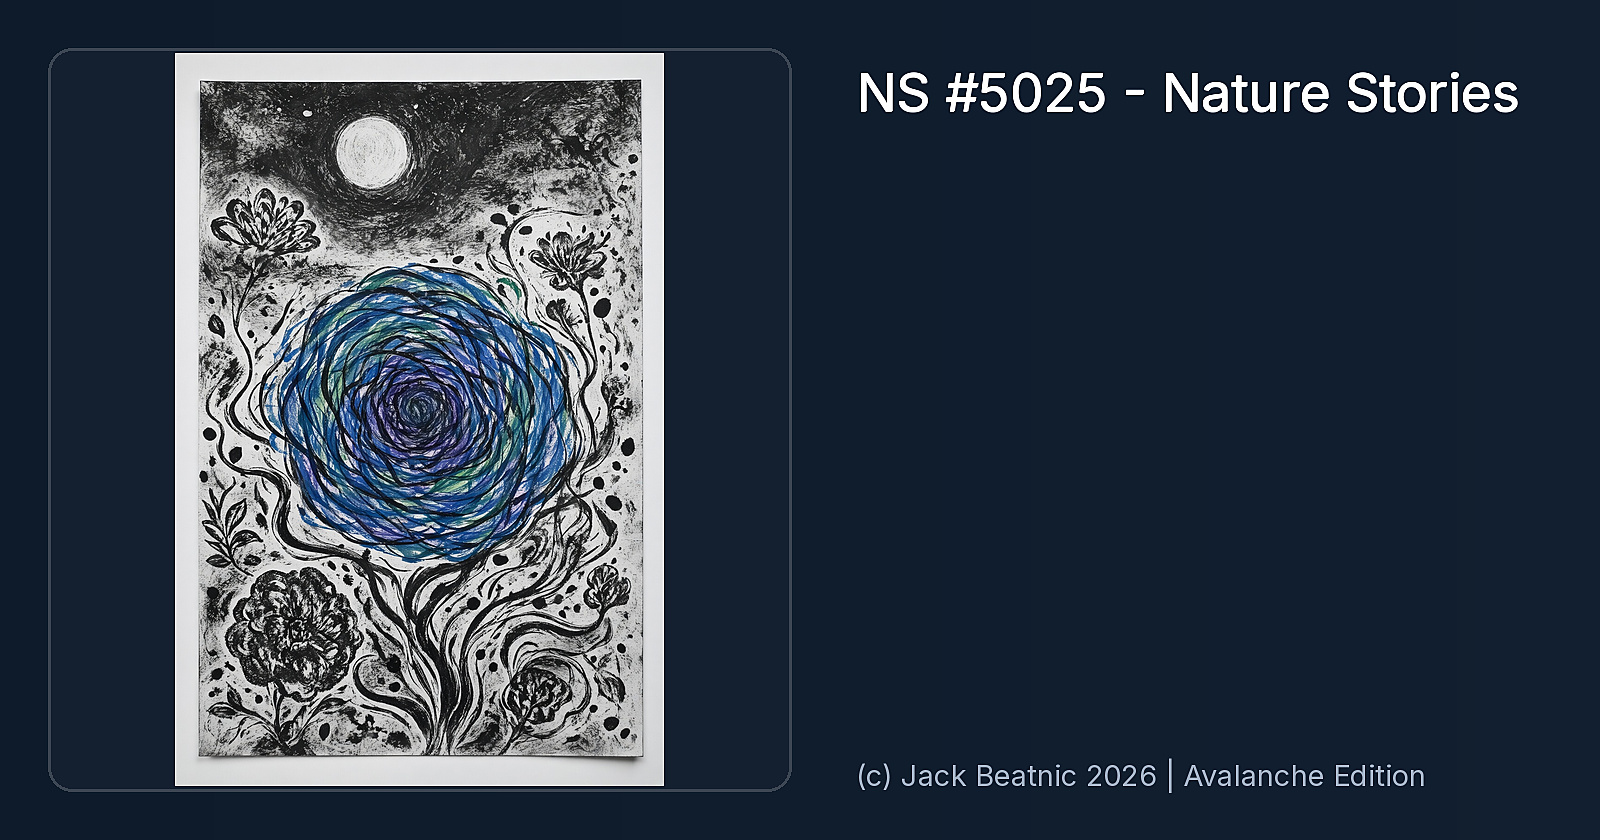 NS #5025 - Nature Stories
(c) Jack Beatnic 2026 | Avalanche Edition